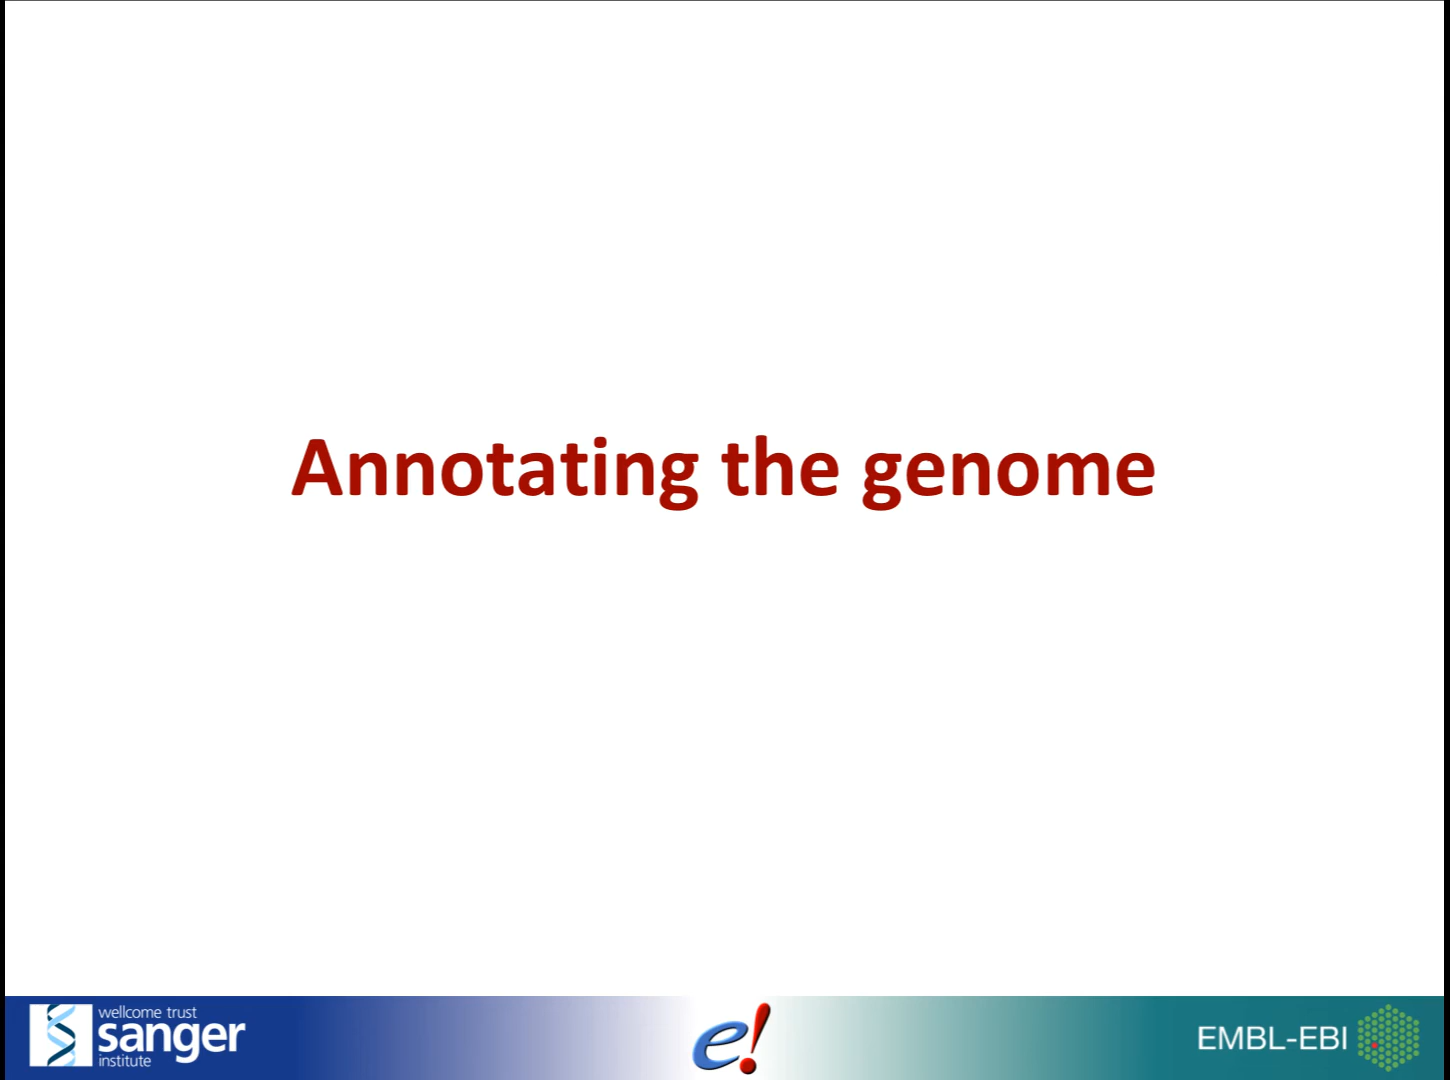 Annotating the genome
wellcome trust
sanger
institute
e!
EMBL-EBI